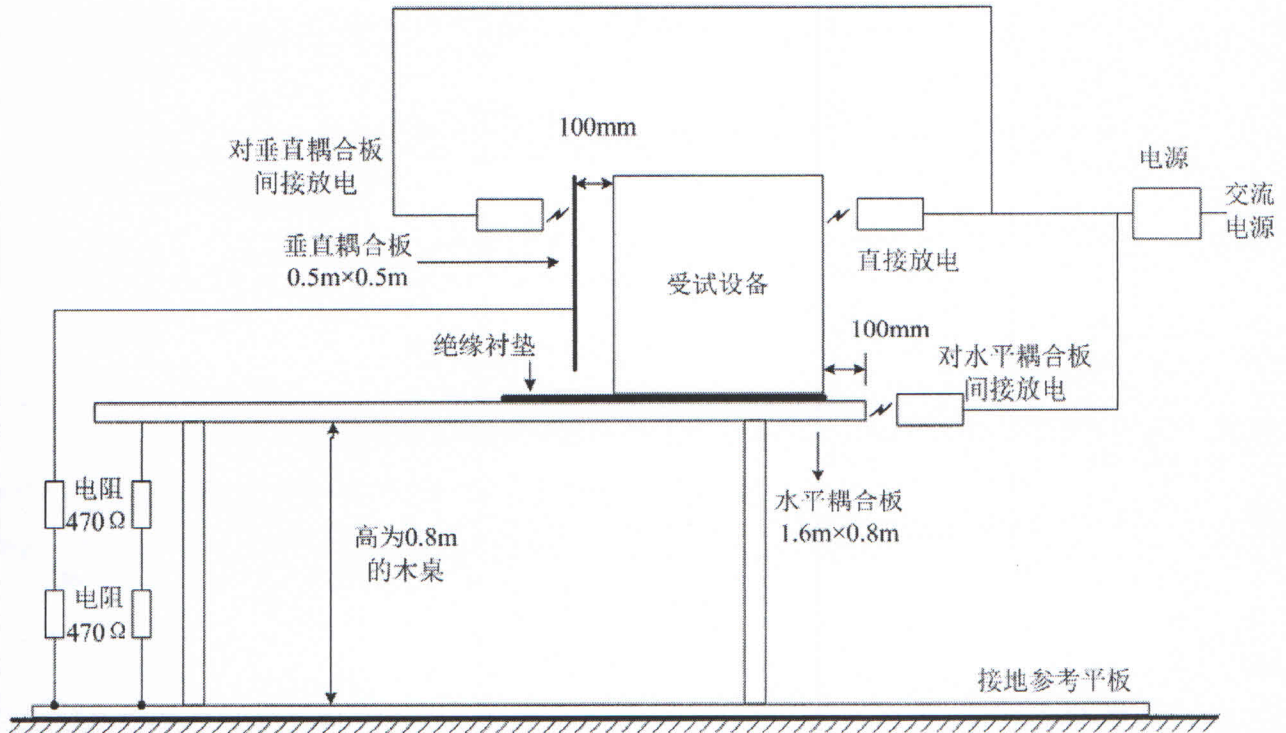 100mm
对垂直耦合板
间接放电
电源
交流
电源
垂直耦合板
0.5m×0.5m
直接放电
受试设备
100mm
绝缘衬垫
对水平耦合板
间接放电
电阻
470Ω
水平耦合板
1.6m×0.8m
高为0.8m
的木桌
电阻
470Ω
接地参考平板